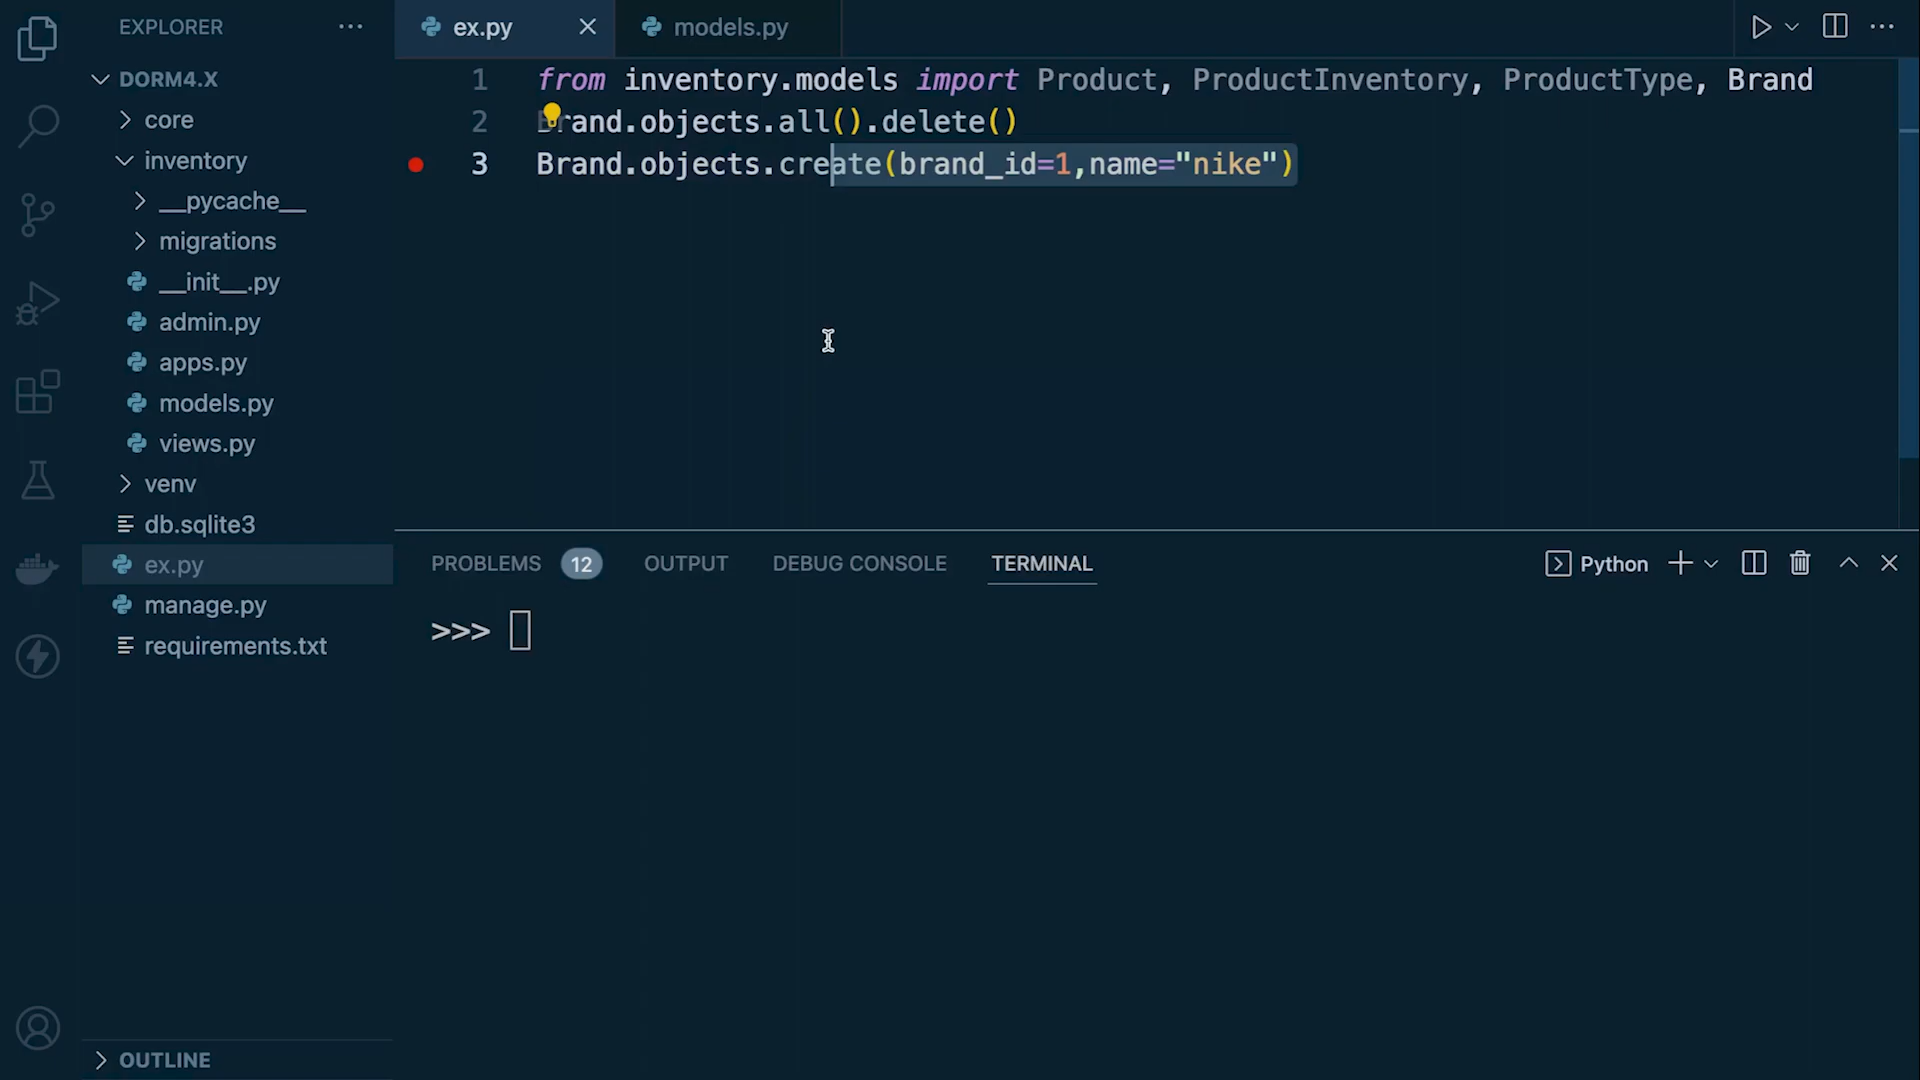 EXPLORER
DORM4.X
core
inventory
__pycache__
migrations
__init__.py
admin.py
apps.py
models.py
views.py
venv
db.sqlite3
ex.py
manage.py
requirements.txt
OUTLINE
ex.py
models.py
1 from inventory.models import Product, ProductInventory, ProductType, Brand
2 Brand.objects.all().delete()
3 Brand.objects.create(brand_id=1,name="nike")
PROBLEMS 12 OUTPUT DEBUG CONSOLE TERMINAL
Python
>>>